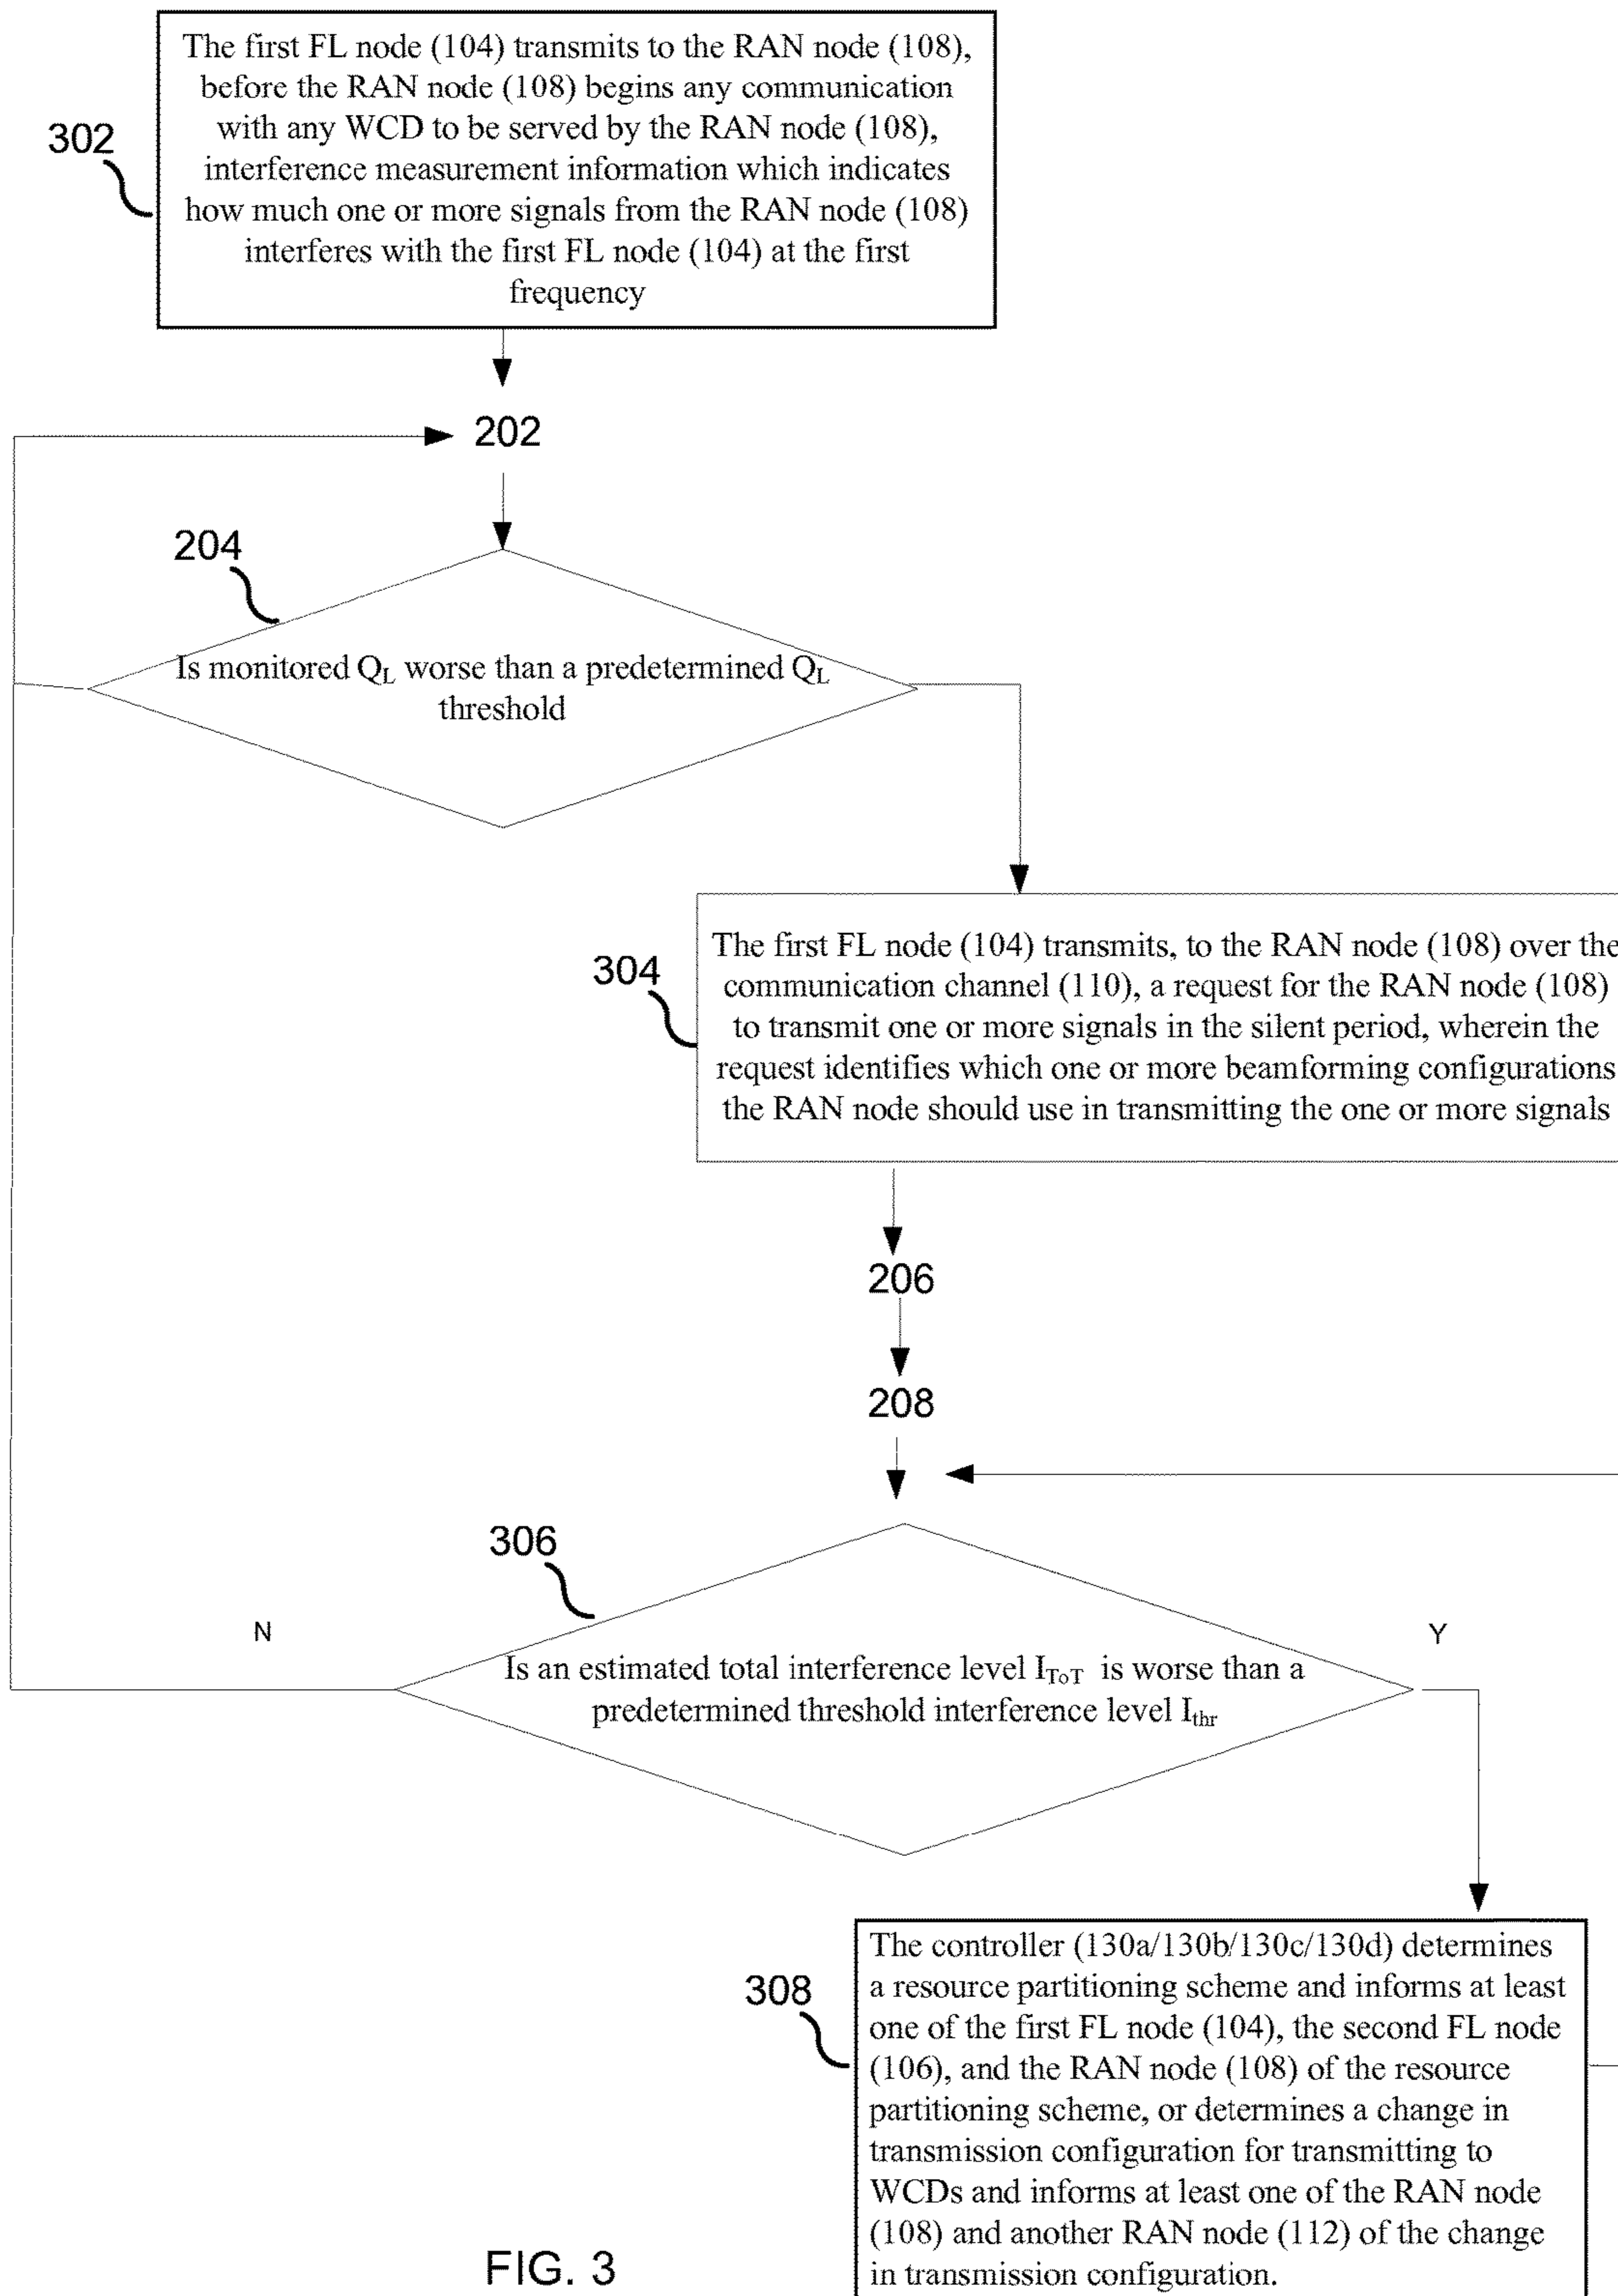 The first FL node (104) transmits to the RAN node (108),
before the RAN node (108) begins any communication
with any WCD to be served by the RAN node (108),
302
interference measurement information which indicates
how much one or more signals from the RAN node (108)
interferes with the first FL node (104) at the first
frequency
202
204
Is monitored QL worse than a predetermined QL
threshold
The first FL node (104) transmits, to the RAN node (108) over the
304
communication channel (110), a request for the RAN node (108)
to transmit one or more signals in the silent period, wherein the
request identifies which one or more beamforming configurations
the RAN node should use in transmitting the one or more signals
206
208
306
N
Y
Is an estimated total interference level IToT is worse than a
predetermined threshold interference level Ithr
The controller (130a/130b/130c/130d) determines
a resource partitioning scheme and informs at least
308
one of the first FL node (104), the second FL node
(106), and the RAN node (108) of the resource
partitioning scheme, or determines a change in
transmission configuration for transmitting to
WCDs and informs at least one of the RAN node
(108) and another RAN node (112) of the change
in transmission configuration.
FIG. 3